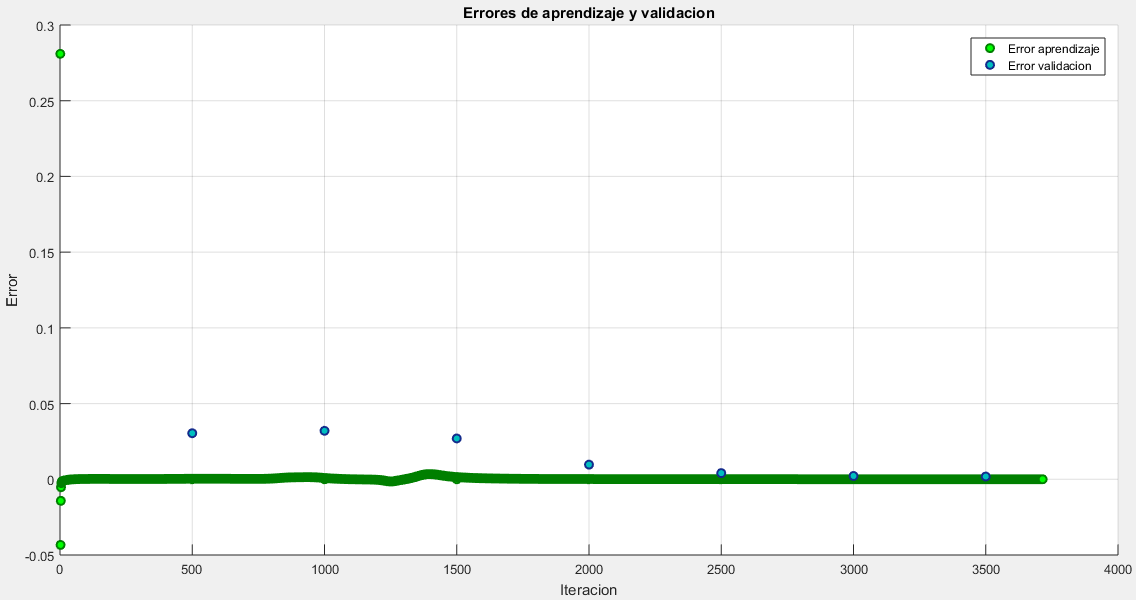 Errores de aprendizaje y validacion
0.3
0.25
0.2
0.15
0.1
0.05
0
-0.05
Error
Error aprendizaje
Error validacion
0 500 1000 1500 2000 2500 3000 3500 4000
Iteracion